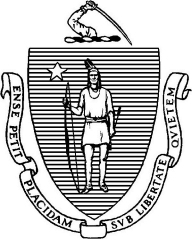 ENSE PETIT
PLACIDAM
SVB LIBERTATE
QVIETEM